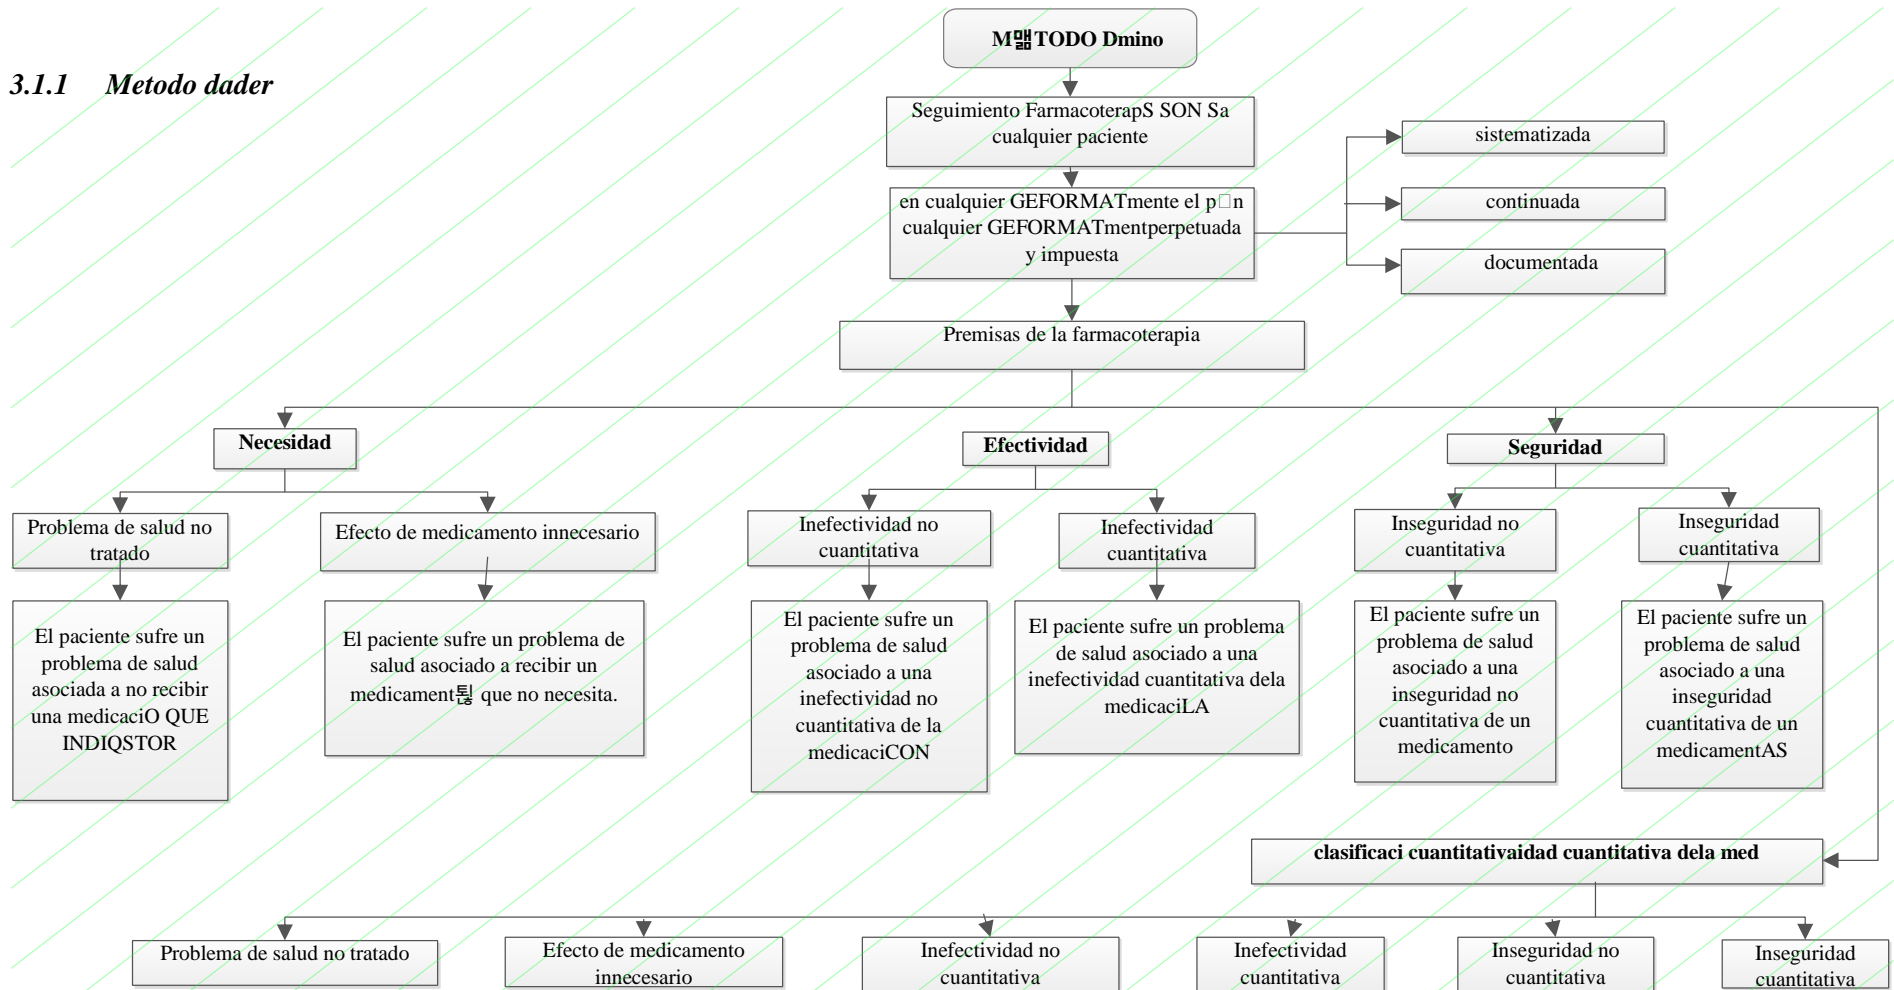 M맮TODO Dmino
3.1.1 Metodo dader
Seguimiento FarmacoterapS SON Sa
cualquier paciente
sistematizada
en cualquier GEFORMATmente el p□n
cualquier GEFORMATmentperpetuada
y impuesta
continuada
documentada
Premisas de la farmacoterapia
Necesidad
Efectividad
Seguridad
Problema de salud no
tratado
Efecto de medicamento innecesario
Inefectividad no
cuantitativa
Inefectividad
cuantitativa
Inseguridad no
cuantitativa
Inseguridad
cuantitativa
El paciente sufre un
problema de salud
asociada a no recibir
una medicaciO QUE
INDIQSTOR
El paciente sufre un problema de
salud asociado a recibir un
medicament튛 que no necesita.
El paciente sufre un
problema de salud
asociado a una
inefectividad no
cuantitativa de la
medicaciCON
El paciente sufre un problema
de salud asociado a una
inefectividad cuantitativa dela
medicaciLA
El paciente sufre un
problema de salud
asociado a una
inseguridad no
cuantitativa de un
medicamento
El paciente sufre un
problema de salud
asociado a una
inseguridad
cuantitativa de un
medicamentAS
clasificaci cuantitativaidad cuantitativa dela med
Problema de salud no tratado
Efecto de medicamento
innecesario
Inefectividad no
cuantitativa
Inefectividad
cuantitativa
Inseguridad no
cuantitativa
Inseguridad
cuantitativa